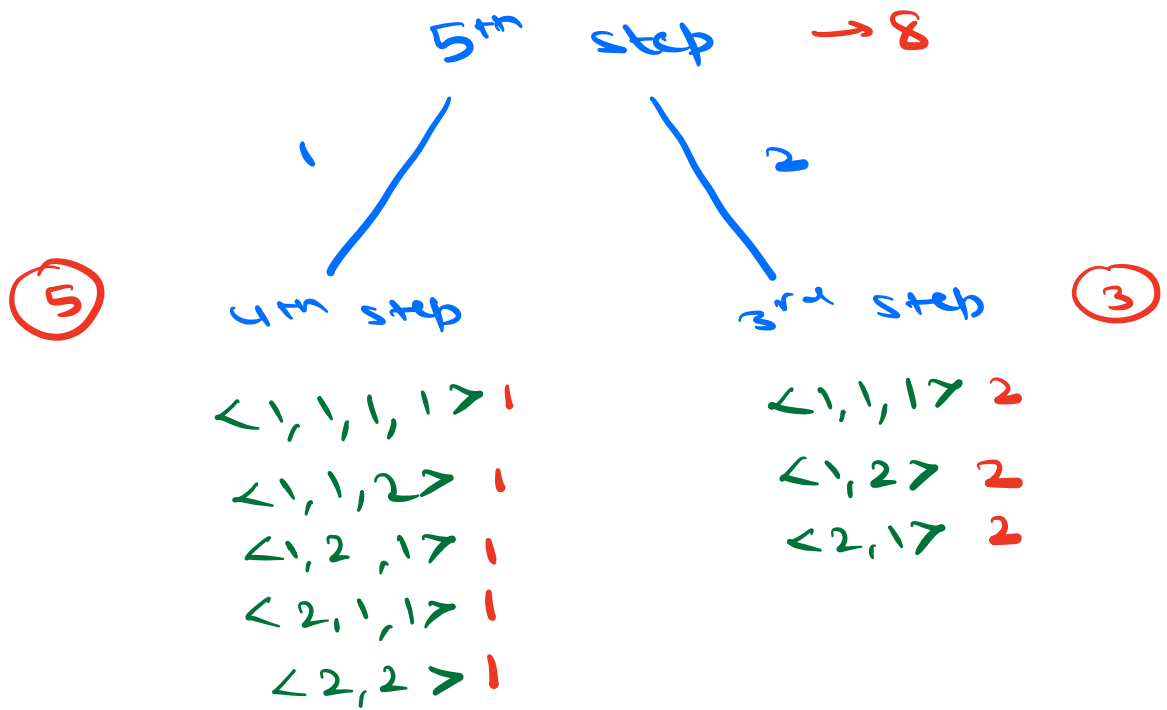 5th step → 8
1 2
5 4th step 3rd step 3
<1,1,1,1> 1 <1,1,1> 2
<1,1,2> 1 <1,2> 2
<1,2,1> 1 <2,1> 2
<2,1,1> 1
<2,2> 1